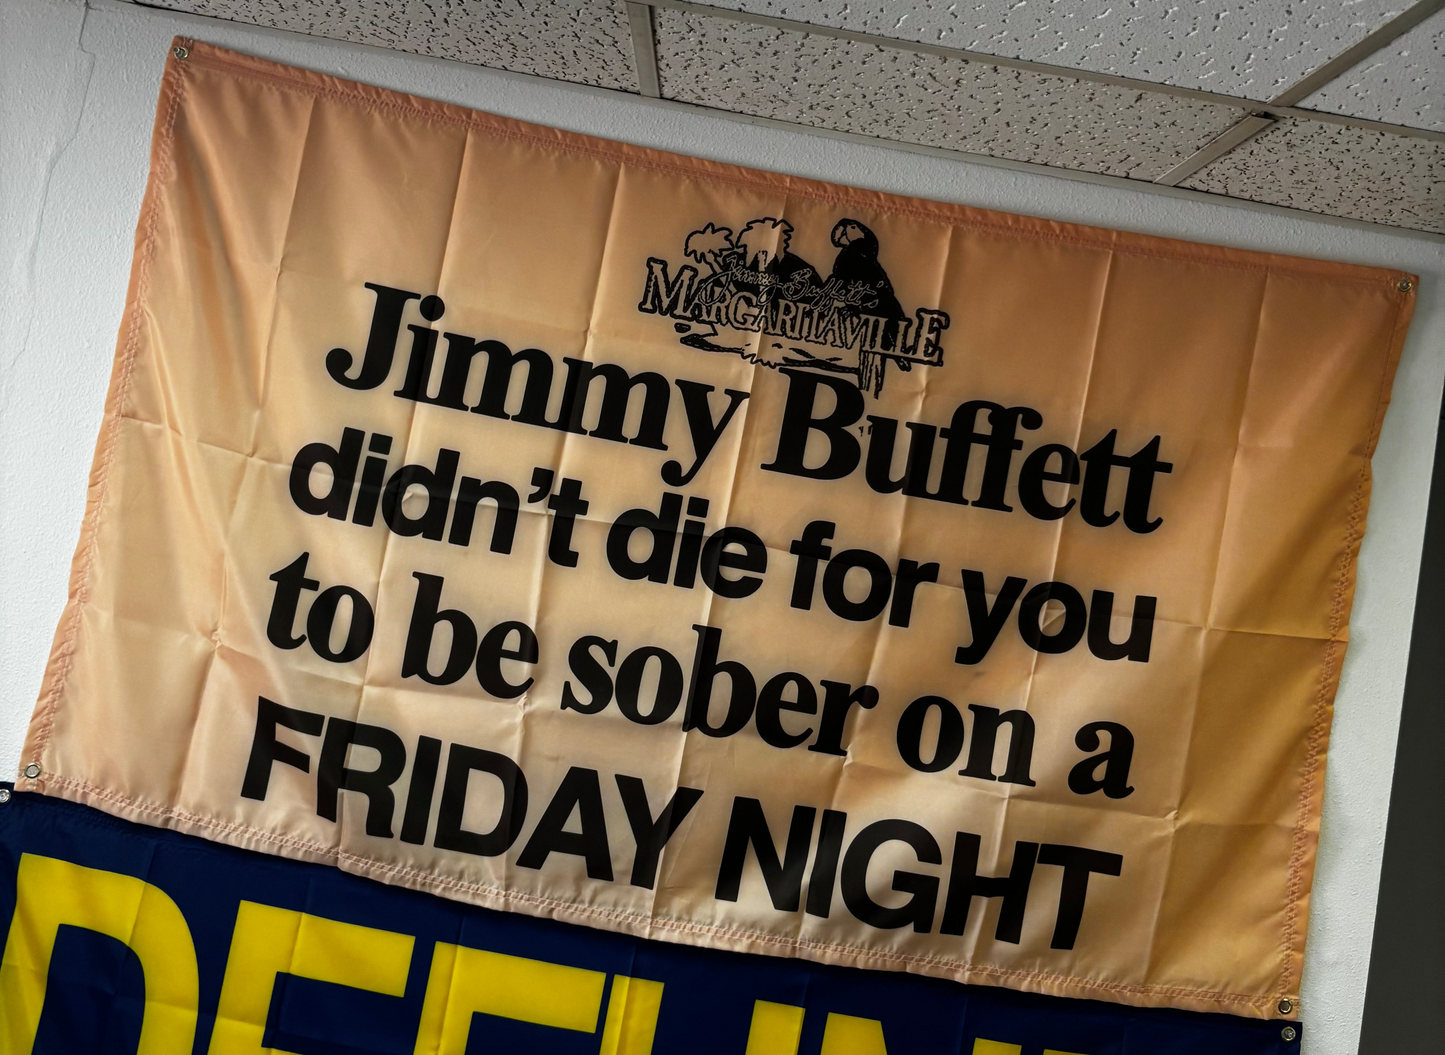 Jimmy Buffett's
MARGARITAVILLE
Jimmy Buffett
didn't die for you
to be sober on a
FRIDAY NIGHT